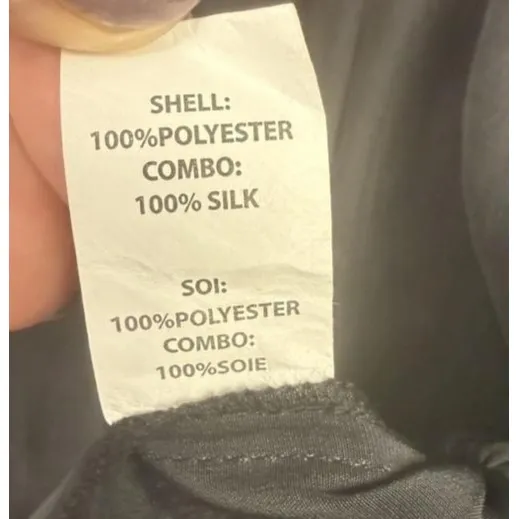 SHELL:
100%POLYESTER
COMBO:
100% SILK
SOI:
100%POLYESTER
COMBO:
100%SOIE